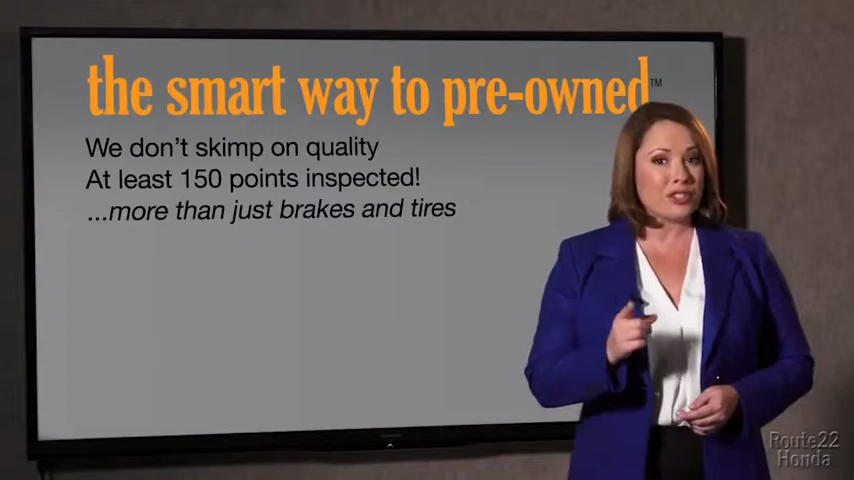 the smart way to pre-owned™
We don't skimp on quality
At least 150 points inspected!
...more than just brakes and tires
Route22
Honda